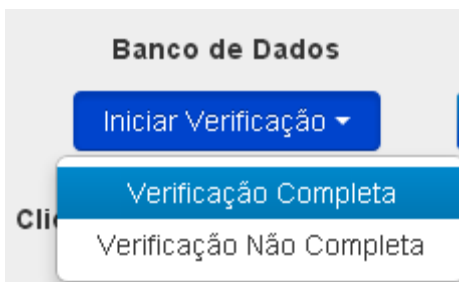 Banco de Dados
Iniciar Verificação
Verificação Completa
Verificação Não Completa